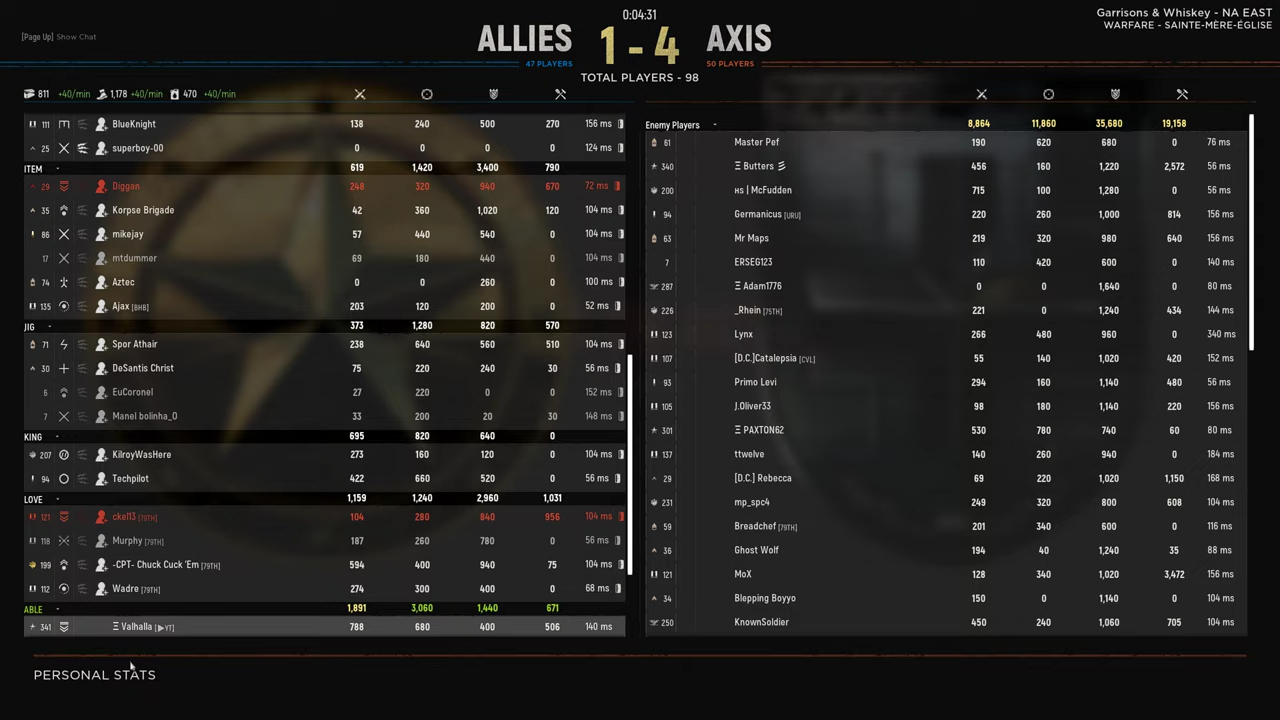 0:04:31
Garrisons & Whiskey - NA EAST
WARFARE - SAINTE-MÈRE-ÉGLISE
[Page Up] Show Chat
ALLIES 1 - 4 AXIS
47 PLAYERS 50 PLAYERS
TOTAL PLAYERS - 98
811 +40/min 1,178 +40/min 470 +40/min
111 BlueKnight 138 240 500 270 156 ms
25 superboy-00 0 0 0 0 124 ms
ITEM - 619 1,420 3,400 790
29 Diggan 248 320 940 670 72 ms
35 Korpse Brigade 42 360 1,020 120 104 ms
86 mikejay 57 440 540 0 104 ms
17 mtdummer 69 180 440 0 104 ms
74 Aztec 0 0 260 0 100 ms
135 Ajax [BHB] 203 120 200 0 52 ms
JIG - 373 1,280 820 570
71 Spor Athair 238 640 560 510 104 ms
30 DeSantis Christ 75 220 240 30 56 ms
6 EuCoronel 27 220 0 0 152 ms
7 Manel bolinha_0 33 200 20 30 148 ms
KING - 695 820 640 0
207 KilroyWasHere 273 160 120 0 104 ms
94 Techpilot 422 660 520 0 56 ms
LOVE - 1,159 1,240 2,960 1,031
121 ckel13 [79TH] 104 280 840 956 104 ms
118 Murphy [79TH] 187 260 780 0 56 ms
199 -CPT- Chuck Cuck 'Em [79TH] 594 400 940 75 104 ms
112 Wadre [79TH] 274 300 400 0 68 ms
ABLE - 1,891 3,060 1,440 671
341 Ξ Valhalla [▶YT] 788 680 400 506 140 ms
Enemy Players - 8,864 11,860 35,680 19,158
61 Master Pef 190 620 680 0 76 ms
340 Ξ Butters 彡 456 160 1,220 2,572 56 ms
200 ʜs | McFudden 715 100 1,280 0 56 ms
94 Germanicus [URU] 220 260 1,000 814 156 ms
63 Mr Maps 219 320 980 640 156 ms
7 ERSEG123 110 420 600 0 140 ms
287 Ξ Adam1776 0 0 1,640 0 80 ms
226 _Rhein [75TH] 221 0 1,240 434 144 ms
123 Lynx 266 480 960 0 340 ms
107 [D.C.]Catalepsia [CVL] 55 140 1,020 420 152 ms
93 Primo Levi 294 160 1,140 480 56 ms
105 J.Oliver33 98 180 1,140 220 156 ms
301 Ξ PAXTON62 530 780 740 60 80 ms
137 ttwelve 140 260 940 0 184 ms
29 [D.C.] Rebecca 69 220 1,020 1,150 168 ms
231 mp_spc4 249 320 800 608 104 ms
59 Breadchef [79TH] 201 340 600 0 116 ms
36 Ghost Wolf 194 40 1,240 35 88 ms
121 MoX 128 340 1,020 3,472 156 ms
34 Blepping Boyyo 150 0 1,140 0 104 ms
250 KnownSoldier 450 240 1,060 705 104 ms
PERSONAL STATS